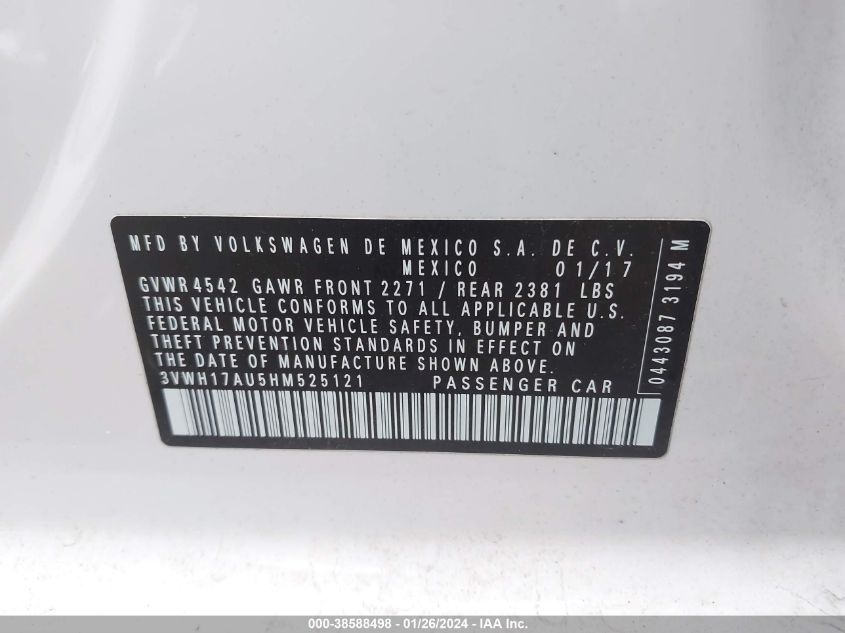 MFD BY VOLKSWAGEN DE MEXICO S.A. DE C.V.
MEXICO 01/17
GVWR 4542 GAWR FRONT 2271 / REAR 2381 LBS
THIS VEHICLE CONFORMS TO ALL APPLICABLE U.S.
FEDERAL MOTOR VEHICLE SAFETY, BUMPER AND
THEFT PREVENTION STANDARDS IN EFFECT ON
THE DATE OF MANUFACTURE SHOWN ABOVE.
3VWH17AU5HM525121 PASSENGER CAR
0443087 3194 M
000-38588498 - 01/26/2024 - IAA Inc.